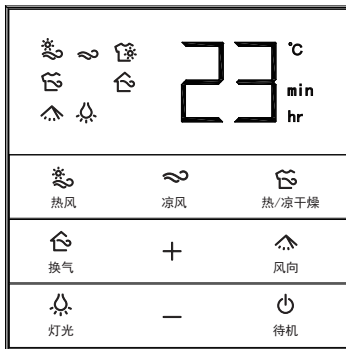 23
℃
min
hr
热风
凉风
热/凉干燥
换气
+
风向
灯光
—
待机